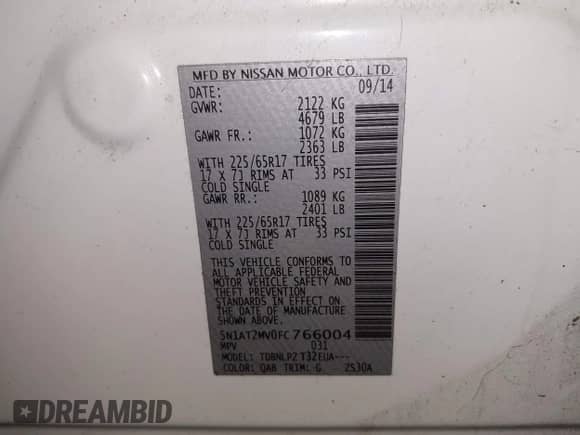 MFD BY NISSAN MOTOR CO., LTD.
DATE: 09/14
GVWR: 2122 KG
4679 LB
GAWR FR.: 1072 KG
2363 LB
WITH 225/65R17 TIRES
17 X 7J RIMS AT 33 PSI
COLD SINGLE
GAWR RR.: 1089 KG
2401 LB
WITH 225/65R17 TIRES
17 X 7J RIMS AT 33 PSI
COLD SINGLE
THIS VEHICLE CONFORMS TO
ALL APPLICABLE FEDERAL
MOTOR VEHICLE SAFETY AND
THEFT PREVENTION
STANDARDS IN EFFECT ON
THE DATE OF MANUFACTURE
SHOWN ABOVE.
5N1AT2MV0FC766004
MPV 031
MODEL: TDBNLPZ T32EUA---
COLOR: QAB TRIM: G ZS30A
DREAMBID